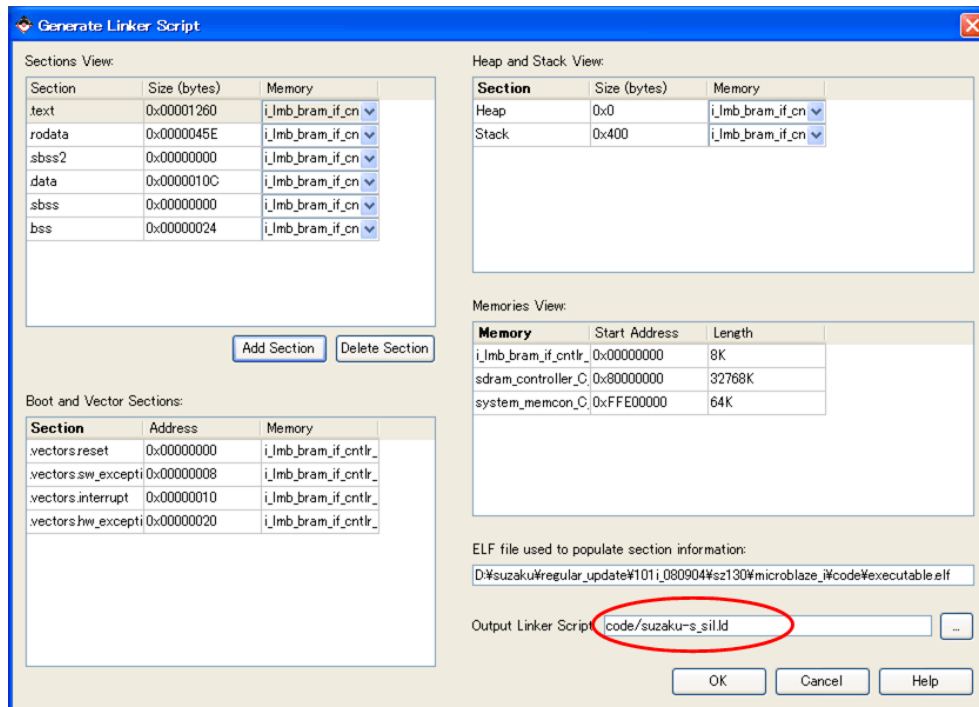 Generate Linker Script
Sections View:
Section Size (bytes) Memory
.text 0x00001260 i_lmb_bram_if_cn
.rodata 0x0000045E i_lmb_bram_if_cn
.sbss2 0x00000000 i_lmb_bram_if_cn
.data 0x0000010C i_lmb_bram_if_cn
.sbss 0x00000000 i_lmb_bram_if_cn
.bss 0x00000024 i_lmb_bram_if_cn
Add Section Delete Section
Boot and Vector Sections:
Section Address Memory
.vectors.reset 0x00000000 i_lmb_bram_if_cntlr_
.vectors.sw_excepti 0x00000008 i_lmb_bram_if_cntlr_
.vectors.interrupt 0x00000010 i_lmb_bram_if_cntlr_
.vectors.hw_excepti 0x00000020 i_lmb_bram_if_cntlr_
Heap and Stack View:
Section Size (bytes) Memory
Heap 0x0 i_lmb_bram_if_cn
Stack 0x400 i_lmb_bram_if_cn
Memories View:
Memory Start Address Length
i_lmb_bram_if_cntlr_ 0x00000000 8K
sdram_controller_C_ 0x80000000 32768K
system_memcon_C_ 0xFFE00000 64K
ELF file used to populate section information:
D:¥suzaku¥regular_update¥101i_080904¥sz130¥microblaze_i¥code¥executable.elf
Output Linker Script: code/suzaku-s_sil.ld ...
OK Cancel Help